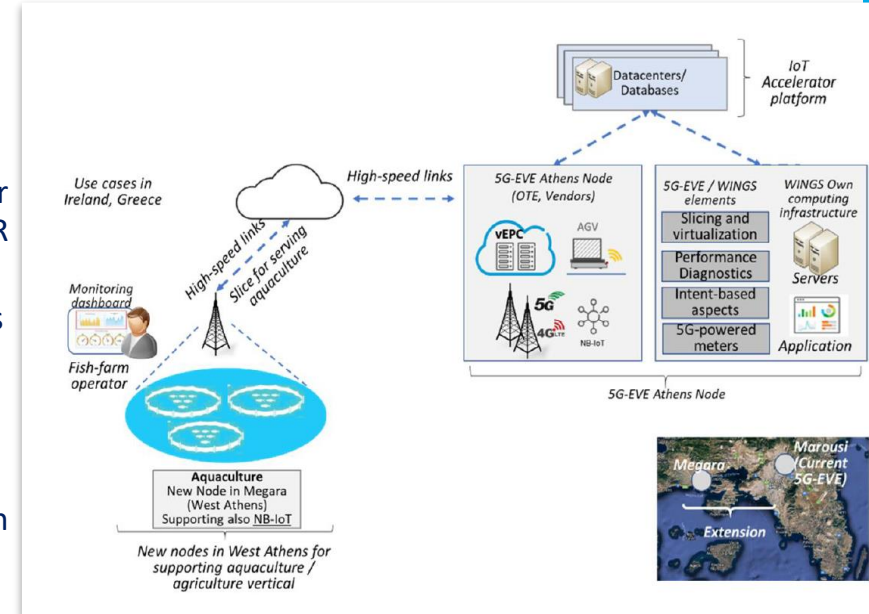 r
R
s
n
Datacenters/
Databases
IoT
Accelerator
platform
Use cases in
Ireland, Greece
High-speed links
High-speed links
Slice for serving
aquaculture
5G-EVE Athens Node
(OTE, Vendors)
vEPC
AGV
5G
4G LTE
NB-IoT
5G-EVE / WINGS
elements
Slicing and
virtualization
Performance
Diagnostics
Intent-based
aspects
5G-powered
meters
WINGS Own
computing
infrastructure
Servers
Application
5G-EVE Athens Node
Monitoring
dashboard
Fish-farm
operator
Aquaculture
New Node in Megara
(West Athens)
Supporting also NB-IoT
New nodes in West Athens for
supporting aquaculture /
agriculture vertical
Megara
Marousi
(Current
5G-EVE)
Extension